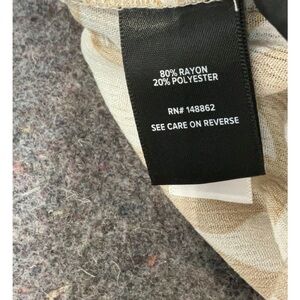 80% RAYON
20% POLYESTER
RN# 148862
SEE CARE ON REVERSE